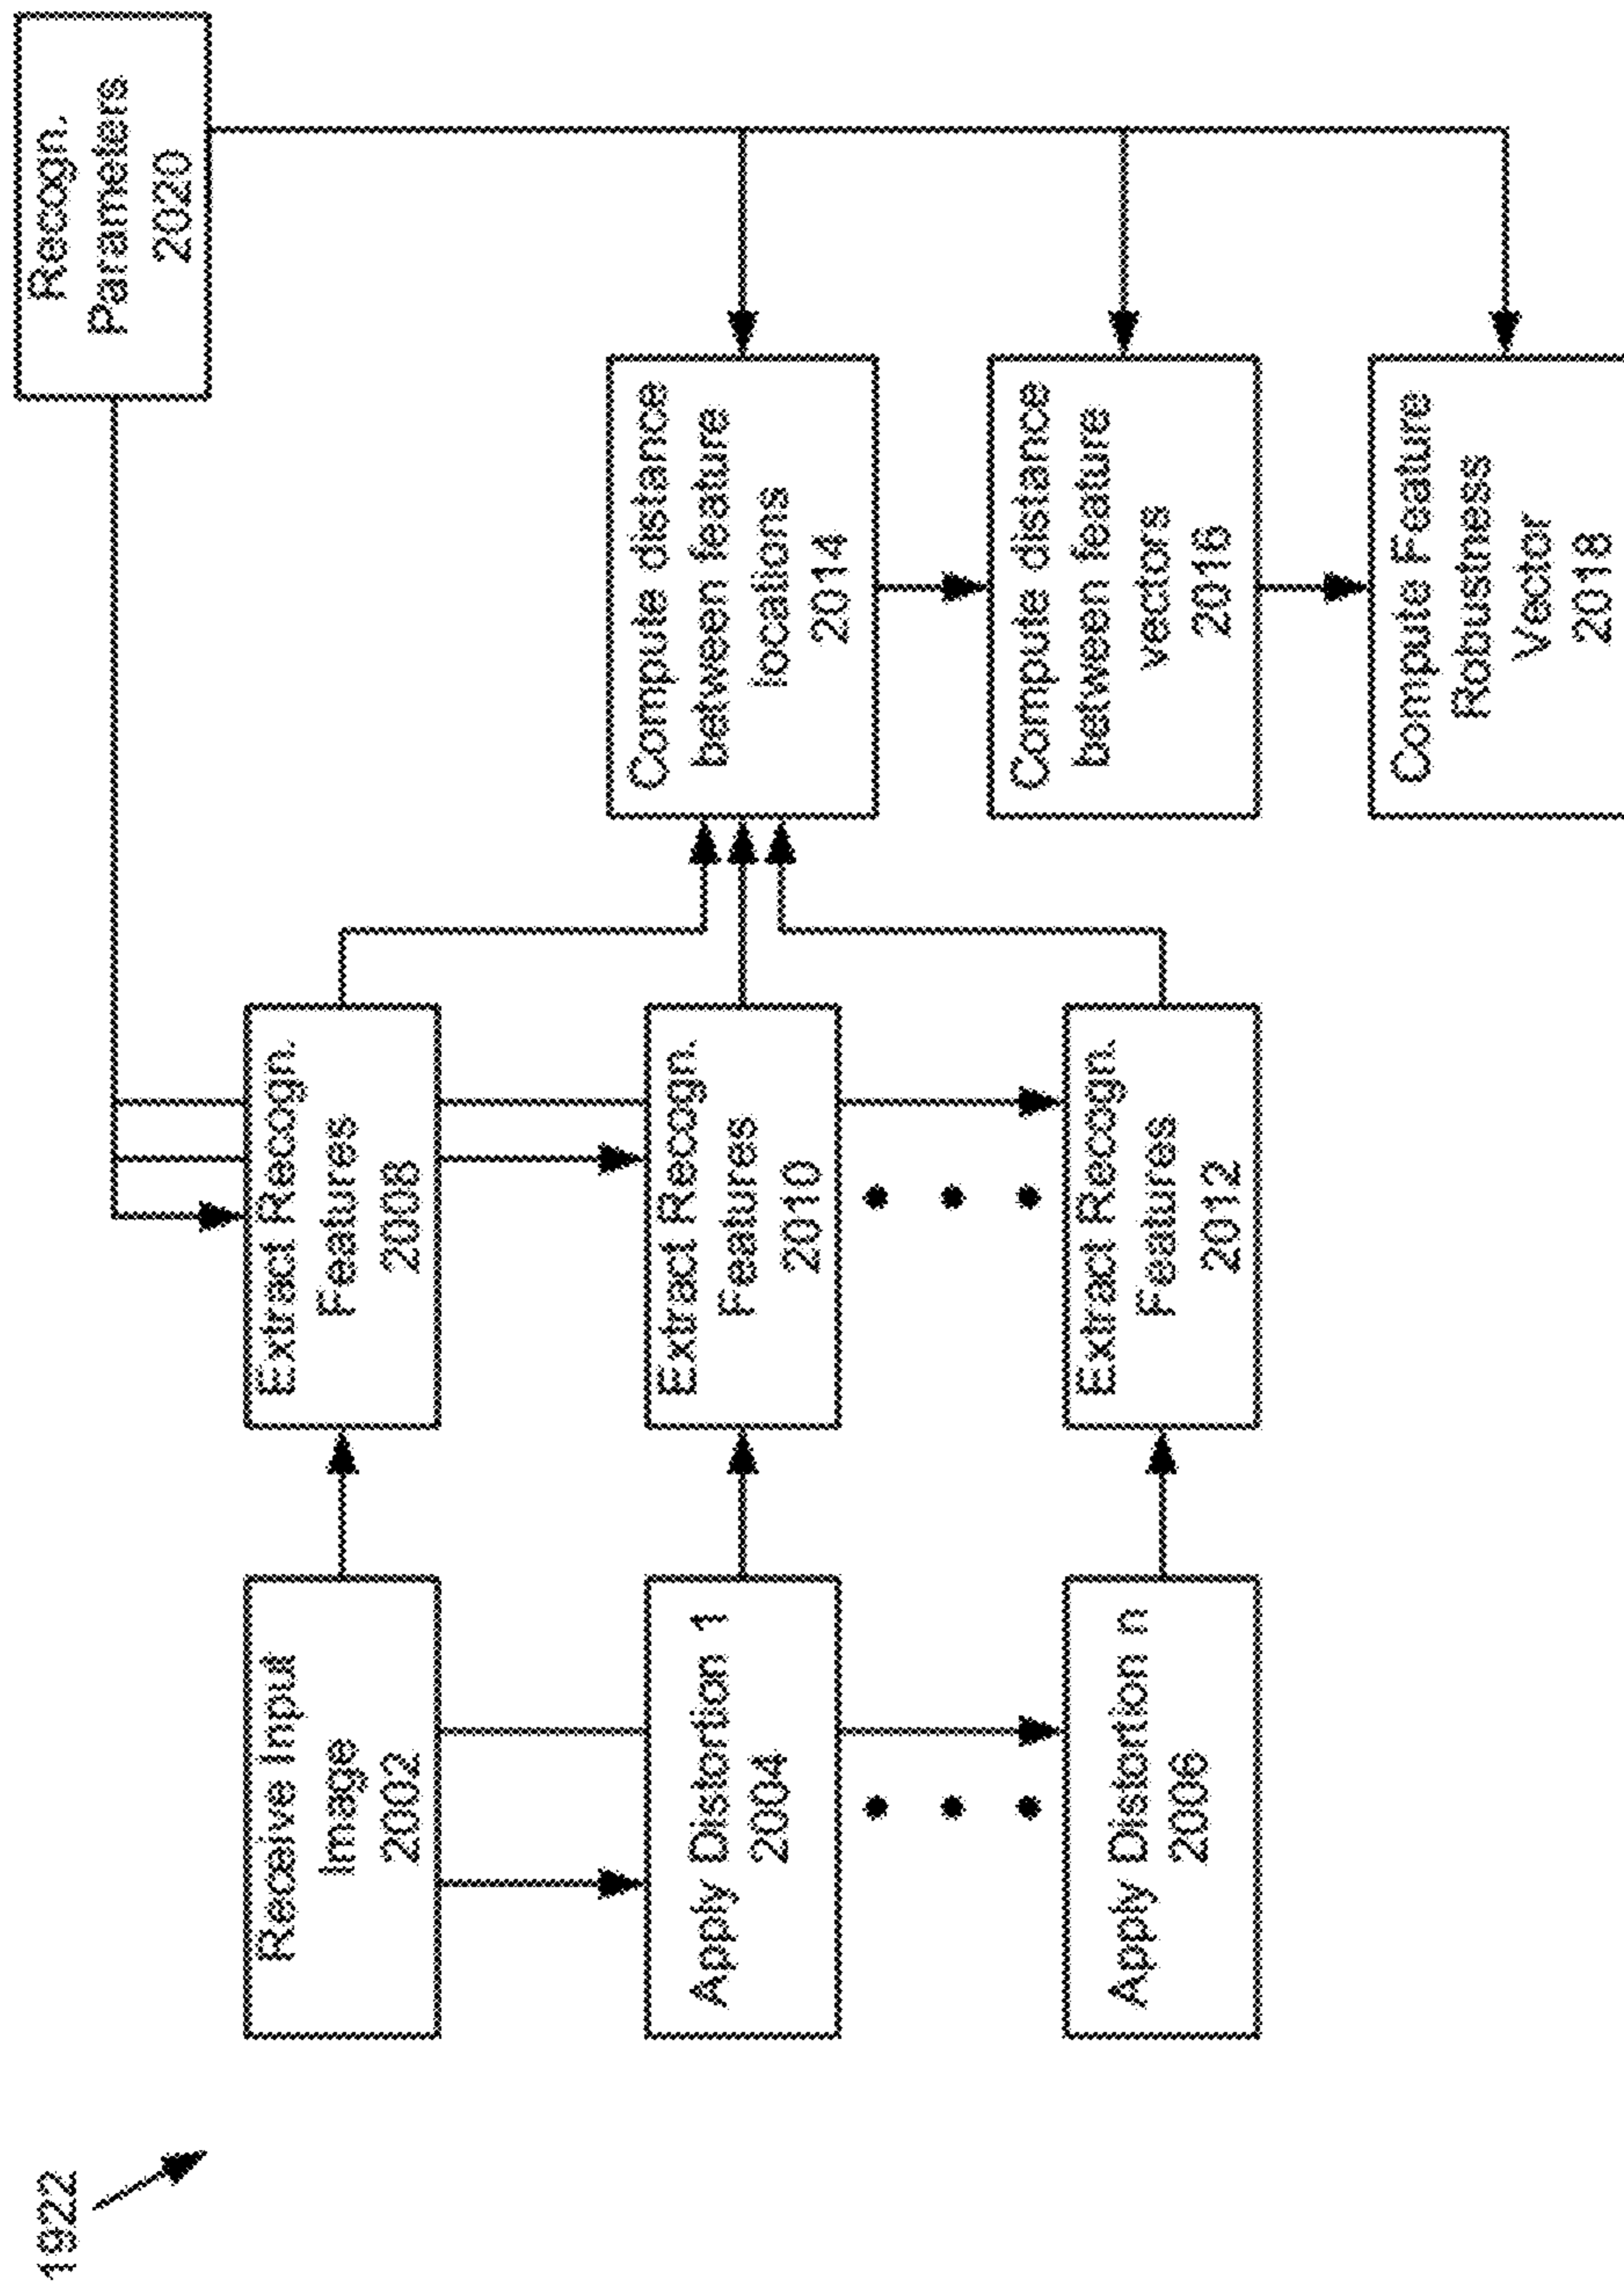 1922
Recogn.
Parameters
2020
Receive Input
Image
2002
Extract Recogn.
Features
2008
Apply Distortion 1
2004
Extract Recogn.
Features
2010
Compute distance
between feature
locations
2014
Apply Distortion n
2006
Extract Recogn.
Features
2012
Compute distance
between feature
vectors
2016
Compute Feature
Robustness
Vector
2018